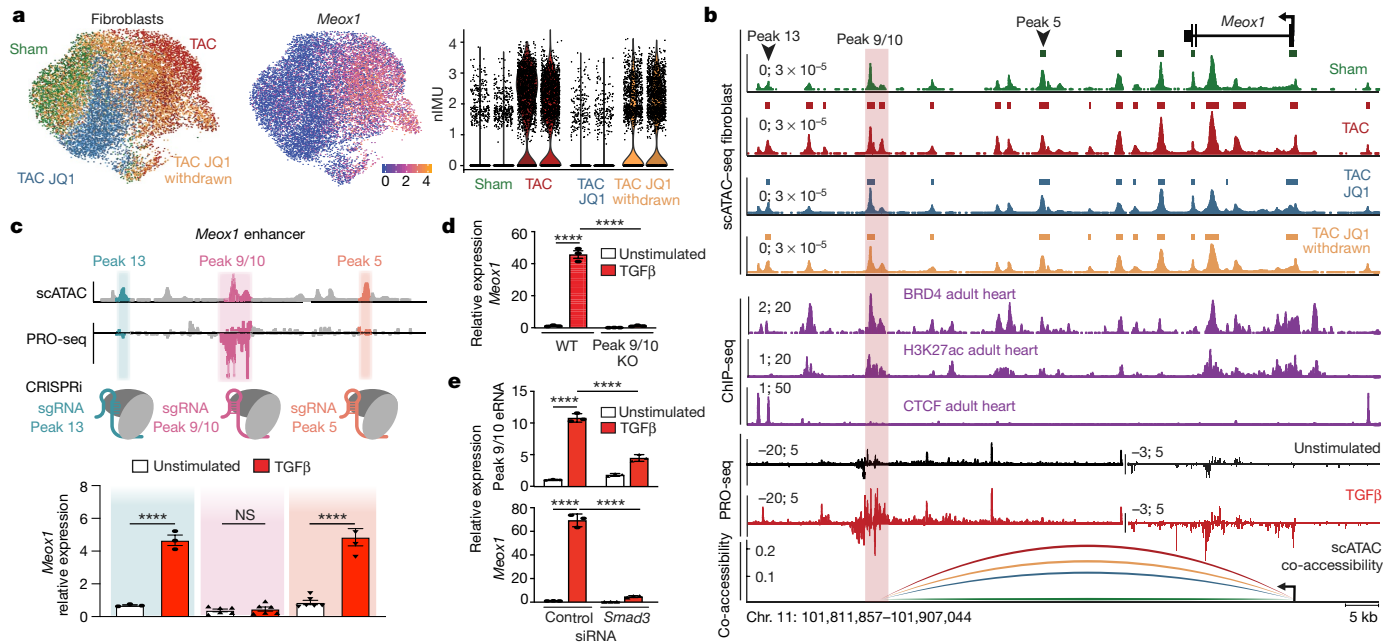 a
Fibroblasts
Meox1
Sham
TAC
TAC JQ1
TAC JQ1
withdrawn
0 2 4
nMU
4
3
2
1
0
Sham
TAC
TAC
JQ1
TAC JQ1
withdrawn
b
Peak 13
Peak 9/10
Peak 5
Meox1
scATAC–seq fibroblast
0; 3 × 10–5
Sham
0; 3 × 10–5
TAC
0; 3 × 10–5
TAC
JQ1
0; 3 × 10–5
TAC JQ1
withdrawn
ChIP–seq
2; 20
BRD4 adult heart
1; 20
H3K27ac adult heart
1; 50
CTCF adult heart
PRO-seq
–20; 5
–3; 5
Unstimulated
–20; 5
–3; 5
TGFβ
Co-accessibility
0.2
0.1
scATAC
co-accessibility
Chr. 11: 101,811,857–101,907,044
5 kb
c
Meox1 enhancer
Peak 13
Peak 9/10
Peak 5
scATAC
PRO-seq
CRISPRi
sgRNA
Peak 13
sgRNA
Peak 9/10
sgRNA
Peak 5
Unstimulated
TGFβ
Meox1
relative expression
8
6
4
2
0
****
NS
****
d
Relative expression
Meox1
60
40
20
0
****
****
Unstimulated
TGFβ
WT
Peak 9/10
KO
e
Relative expression
Peak 9/10 eRNA
15
10
5
0
****
****
Unstimulated
TGFβ
Meox1
80
60
40
20
0
****
****
Control
Smad3
siRNA